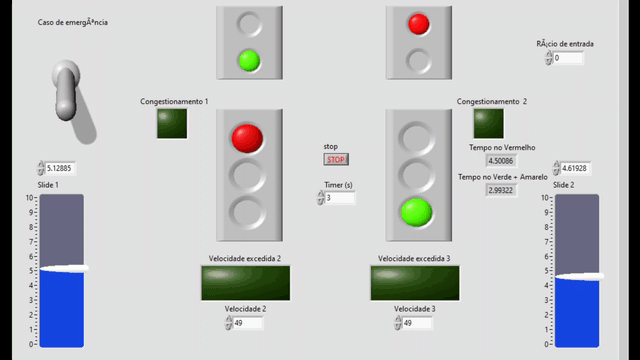 Caso de emergÃªncia
RÃ¡cio de entrada
0
Congestionamento 1
Congestionamento 2
stop
STOP
Tempo no Vermelho
4.50086
5.12885
4.61928
Tempo no Verde + Amarelo
2.99322
Slide 1
Timer (s)
3
Slide 2
10
9
8
7
6
5
4
3
2
1
0
10
9
8
7
6
5
4
3
2
1
0
Velocidade excedida 2
Velocidade excedida 3
Velocidade 2
49
Velocidade 3
49